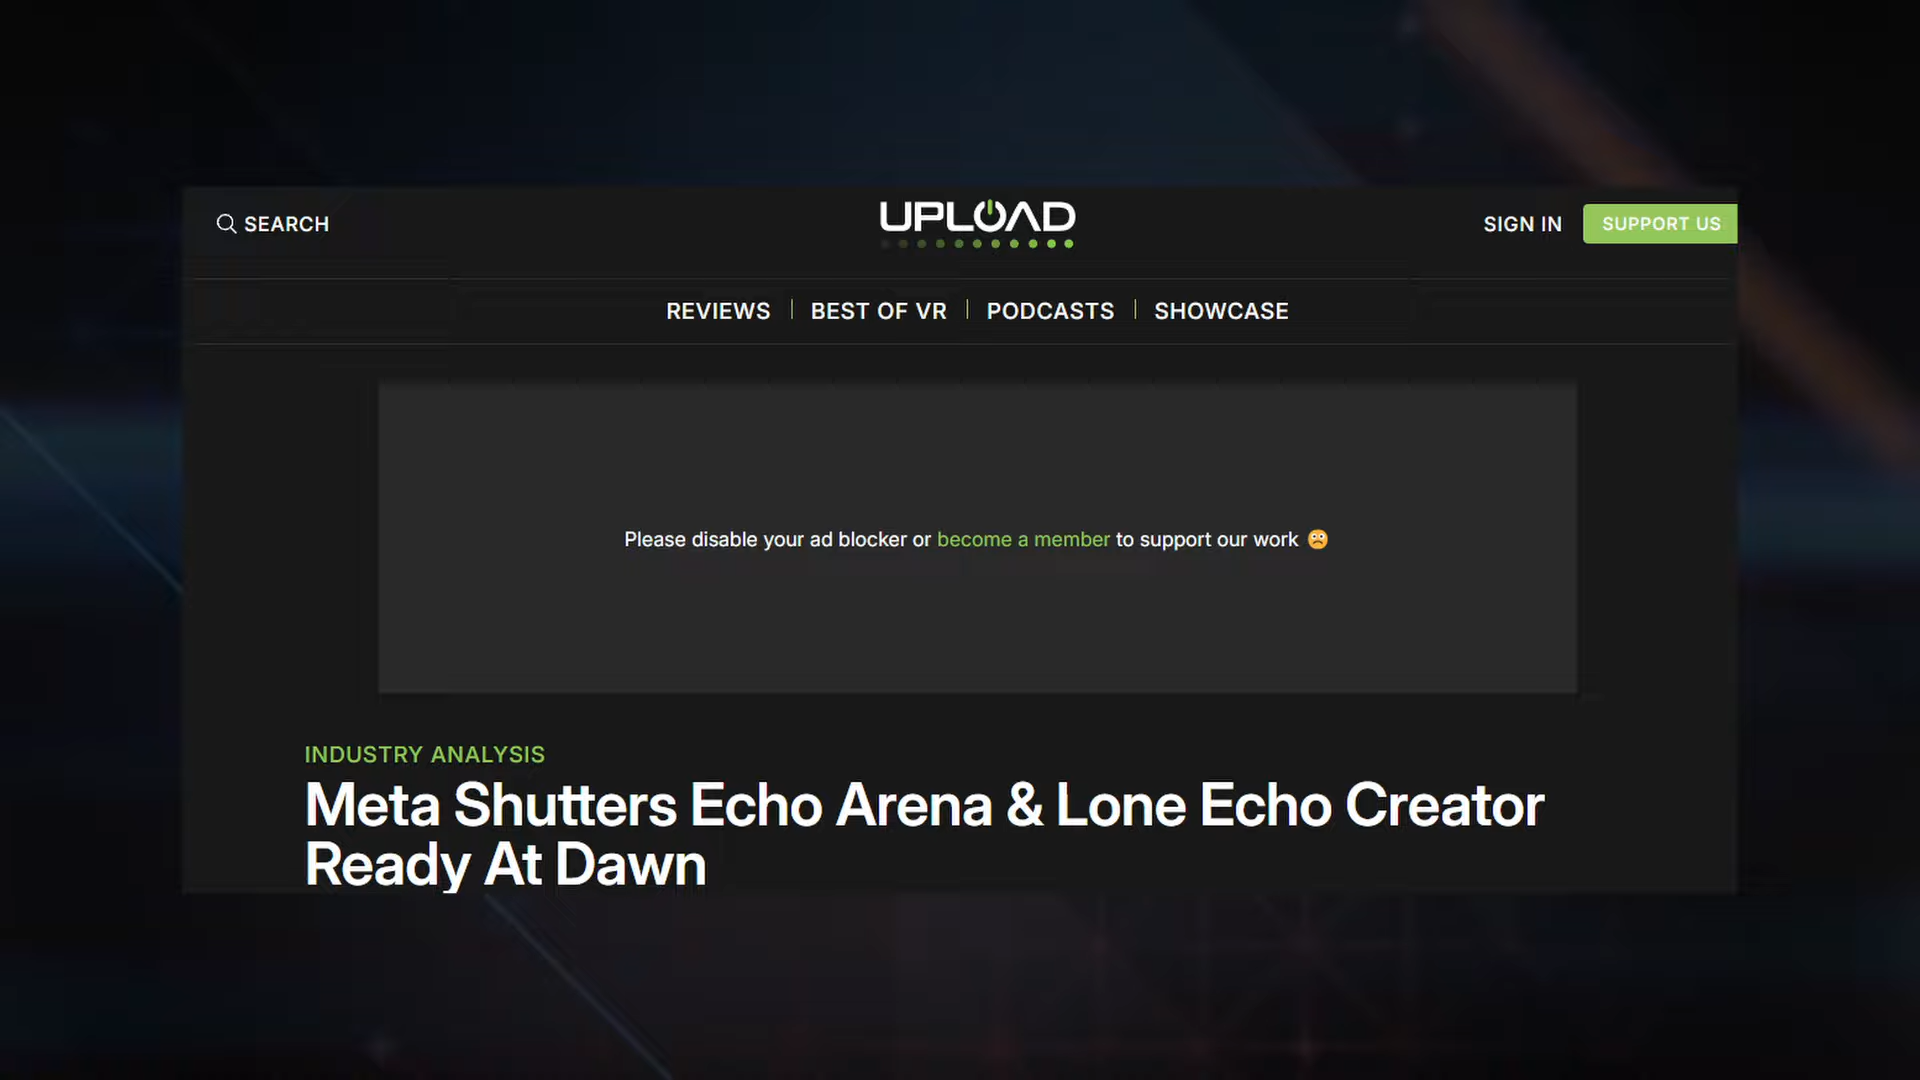 SEARCH
UPLOAD
SIGN IN
SUPPORT US
REVIEWS
BEST OF VR
PODCASTS
SHOWCASE
Please disable your ad blocker or become a member to support our work 🙁
INDUSTRY ANALYSIS
Meta Shutters Echo Arena & Lone Echo Creator
Ready At Dawn